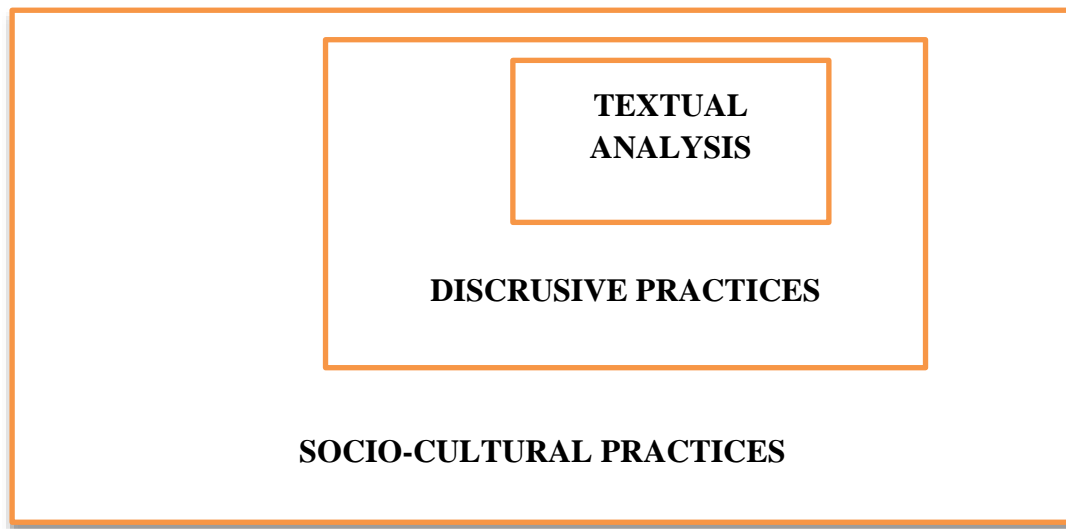 TEXTUAL
ANALYSIS
DISCRUSIVE PRACTICES
SOCIO-CULTURAL PRACTICES